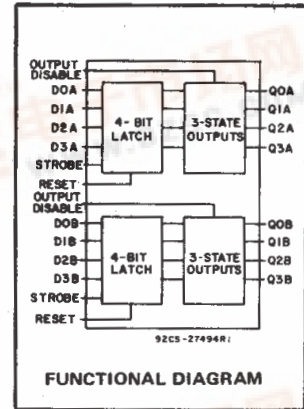 OUTPUT
DISABLE
D0A
D1A
D2A
D3A
STROBE
RESET
4-BIT
LATCH
3-STATE
OUTPUTS
Q0A
Q1A
Q2A
Q3A
OUTPUT
DISABLE
D0B
D1B
D2B
D3B
STROBE
RESET
4-BIT
LATCH
3-STATE
OUTPUTS
Q0B
Q1B
Q2B
Q3B
92CS-27494R1
FUNCTIONAL DIAGRAM